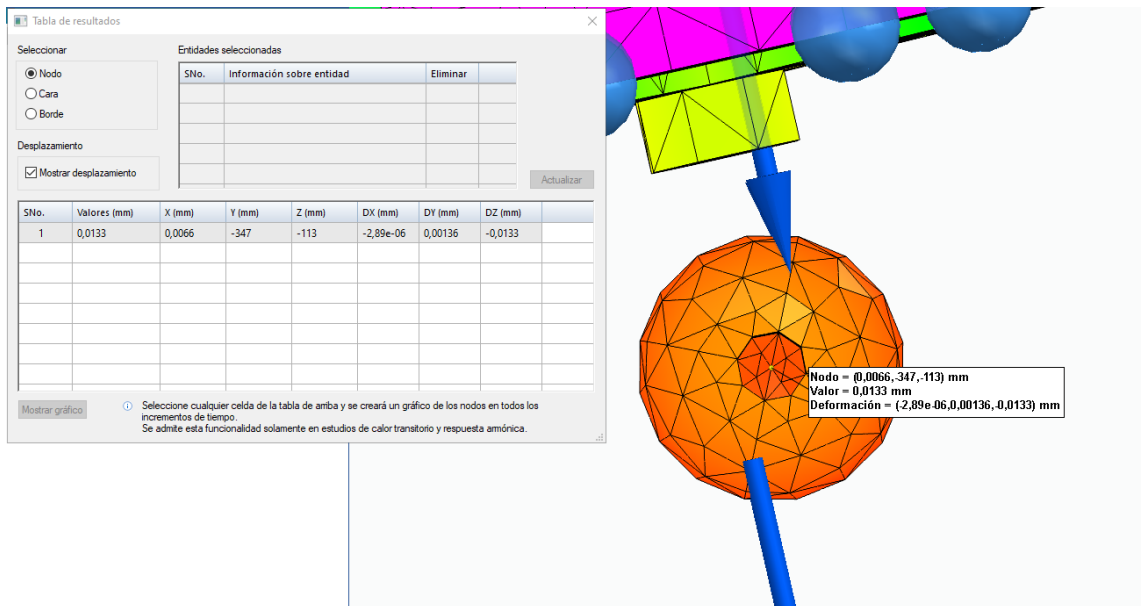 Tabla de resultados
Seleccionar
Nodo
Cara
Borde
Desplazamiento
Mostrar desplazamiento
Entidades seleccionadas
SNo. Información sobre entidad Eliminar
Actualizar
SNo. Valores (mm) X (mm) Y (mm) Z (mm) DX (mm) DY (mm) DZ (mm)
1 0,0133 0,0066 -347 -113 -2,89e-06 0,00136 -0,0133
Mostrar gráfico
Seleccione cualquier celda de la tabla de arriba y se creará un gráfico de los nodos en todos los
incrementos de tiempo.
Se admite esta funcionalidad solamente en estudios de calor transitorio y respuesta armónica.
Nodo = (0,0066,-347,-113) mm
Valor = 0,0133 mm
Deformación = (-2,89e-06,0,00136,-0,0133) mm